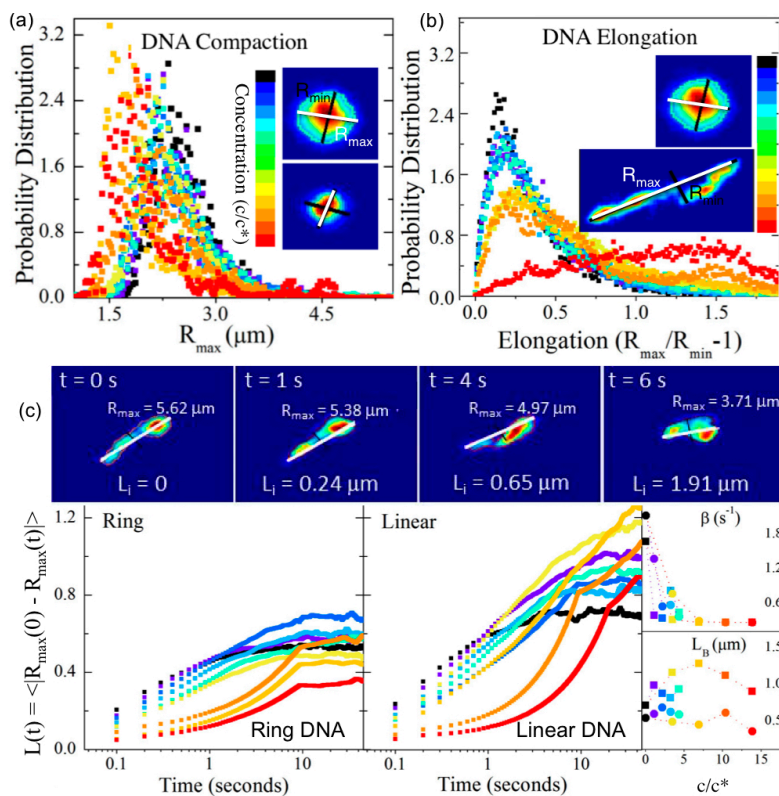 (a)
DNA Compaction
Probability Distribution
3.2
2.4
1.6
0.8
0.0
1.5
3.0
4.5
R_max (μm)
Concentration (c/c*)
R_min
R_max
(b)
DNA Elongation
Probability Distribution
3.6
2.4
1.2
0.0
0.0
0.5
1.0
1.5
Elongation (R_max/R_min-1)
R_max
R_min
(c)
t = 0 s
R_max = 5.62 μm
L_i = 0
t = 1 s
R_max = 5.38 μm
L_i = 0.24 μm
t = 4 s
R_max = 4.97 μm
L_i = 0.65 μm
t = 6 s
R_max = 3.71 μm
L_i = 1.91 μm
L(t) = <|R_max(0) - R_max(t)|>
1.2
0.8
0.4
0.0
Ring
Ring DNA
0.1
1
10
Time (seconds)
Linear
Linear DNA
0.1
1
10
Time (seconds)
β (s⁻¹)
1.8
1.2
0.6
L_B (μm)
1.5
1.0
0.5
0
5
10
15
c/c*